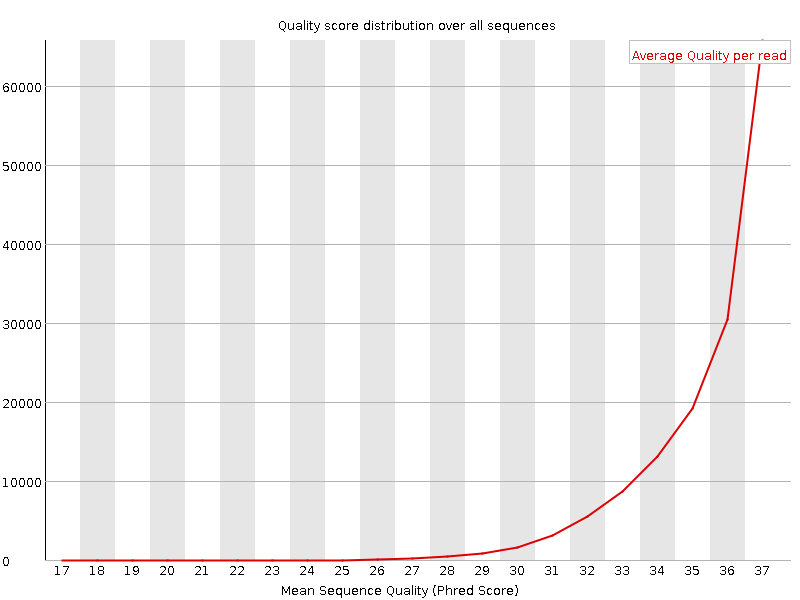 Quality score distribution over all sequences
Average Quality per read
60000
50000
40000
30000
20000
10000
0
17 18 19 20 21 22 23 24 25 26 27 28 29 30 31 32 33 34 35 36 37
Mean Sequence Quality (Phred Score)